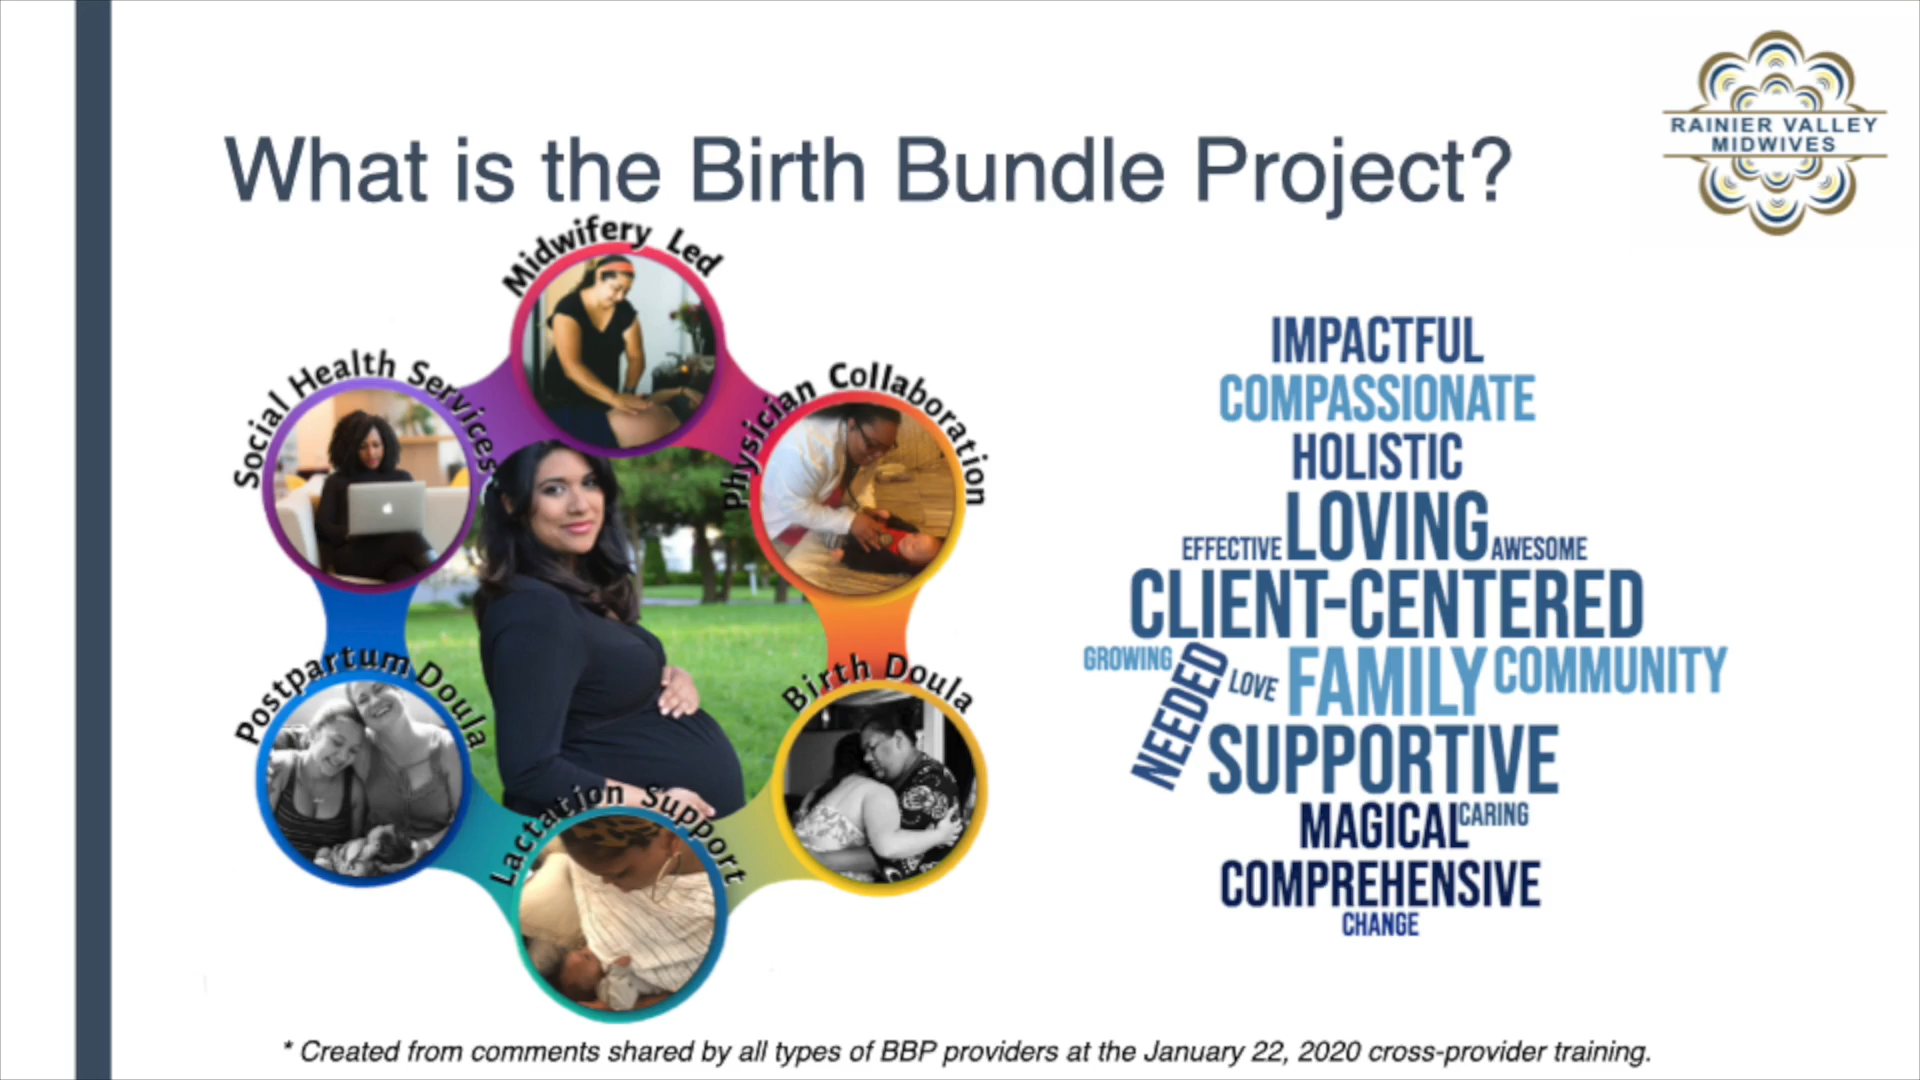 RAINIER VALLEY
MIDWIVES
What is the Birth Bundle Project?
Midwifery Led
Physician Collaboration
Birth Doula
Lactation Support
Postpartum Doula
Social Health Services
IMPACTFUL
COMPASSIONATE
HOLISTIC
EFFECTIVE LOVING AWESOME
CLIENT-CENTERED
GROWING NEEDED LOVE FAMILY COMMUNITY
SUPPORTIVE
MAGICAL CARING
COMPREHENSIVE
CHANGE
* Created from comments shared by all types of BBP providers at the January 22, 2020 cross-provider training.